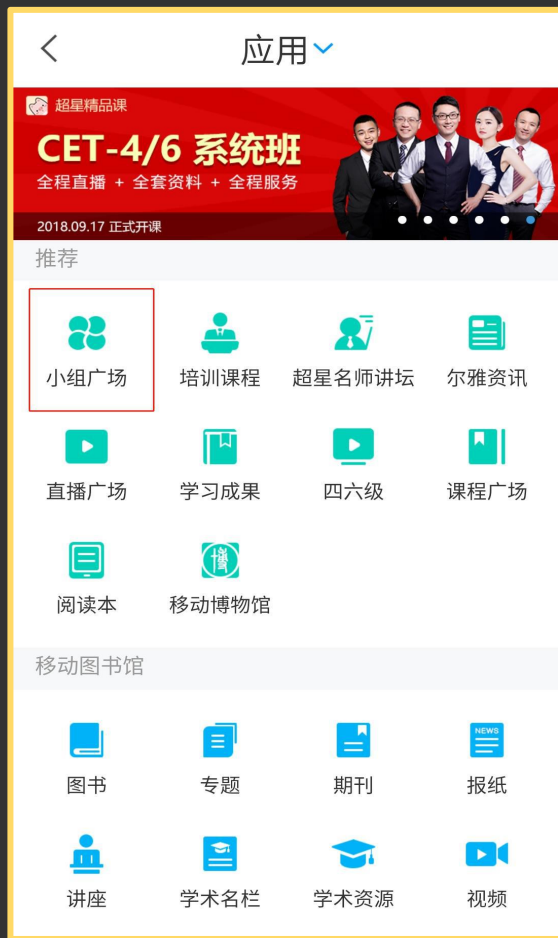 应用
超星精品课
CET-4/6 系统班
全程直播 + 全套资料 + 全程服务
2018.09.17 正式开课
推荐
小组广场 培训课程 超星名师讲坛 尔雅资讯
直播广场 学习成果 四六级 课程广场
博
阅读本 移动博物馆
移动图书馆
NEWS
图书 专题 期刊 报纸
讲座 学术名栏 学术资源 视频